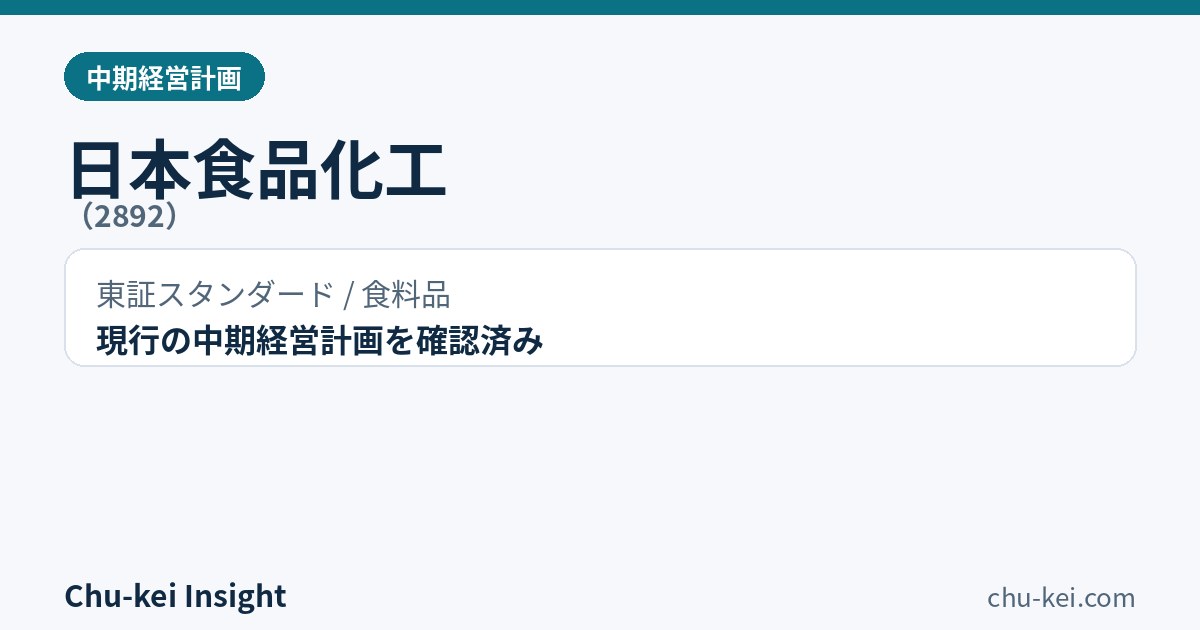 中期経営計画
日本食品化工
（2892）
東証スタンダード / 食料品
現行の中期経営計画を確認済み
Chu-kei Insight
chu-kei.com